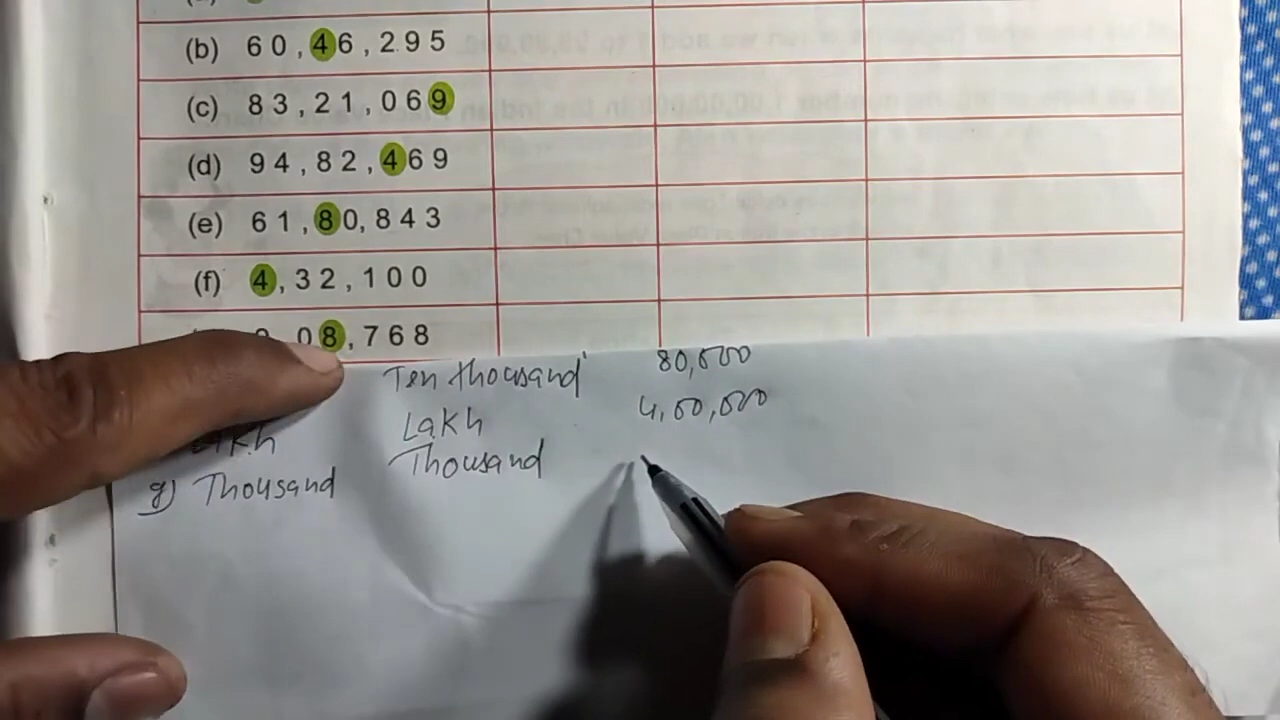 (b) 60,46,295
(c) 83,21,069
(d) 94,82,469
(e) 61,80,843
(f) 4,32,100
08,768
Ten thousand 80,000
Lakh 4,00,000
Lakh
Thousand
g) Thousand